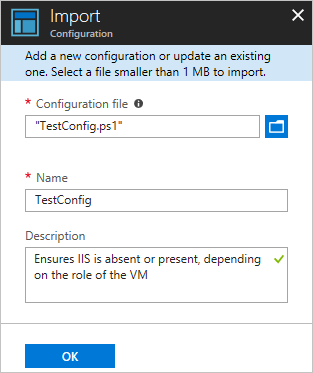 Import
Configuration
Add a new configuration or update an existing
one. Select a file smaller than 1 MB to import.
* Configuration file
"TestConfig.ps1"
* Name
TestConfig
Description
Ensures IIS is absent or present, depending
on the role of the VM
OK